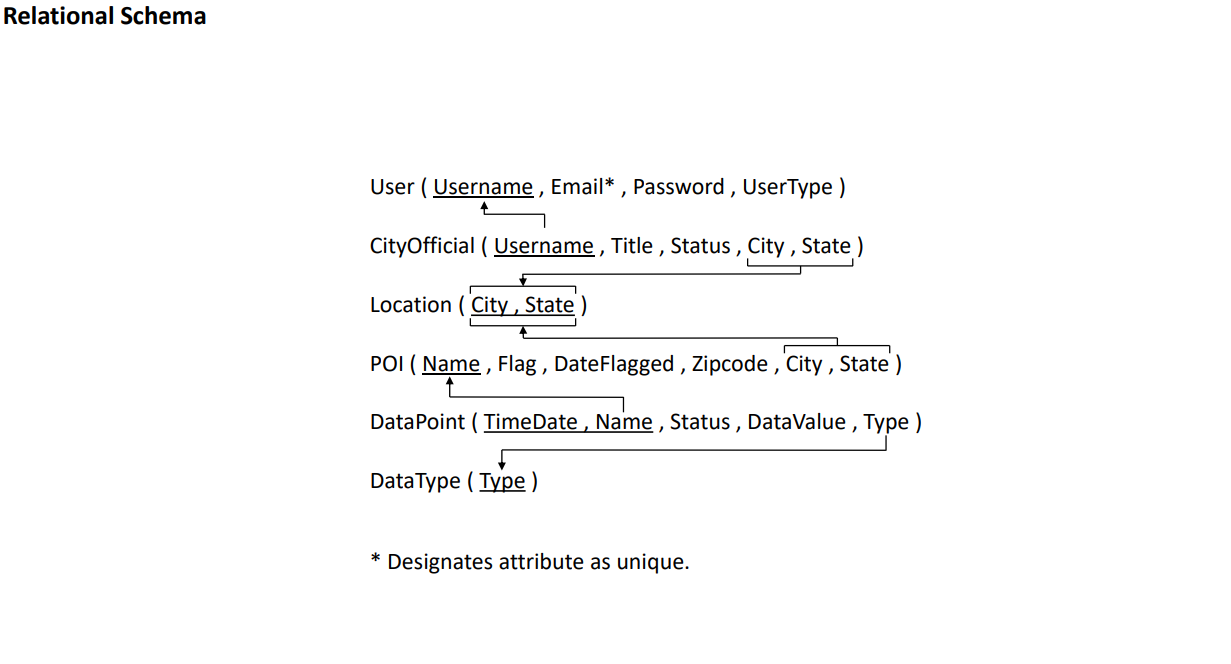 Relational Schema
User ( Username , Email* , Password , UserType )
CityOfficial ( Username , Title , Status , City , State )
Location ( City , State )
POI ( Name , Flag , DateFlagged , Zipcode , City , State )
DataPoint ( TimeDate , Name , Status , DataValue , Type )
DataType ( Type )
* Designates attribute as unique.